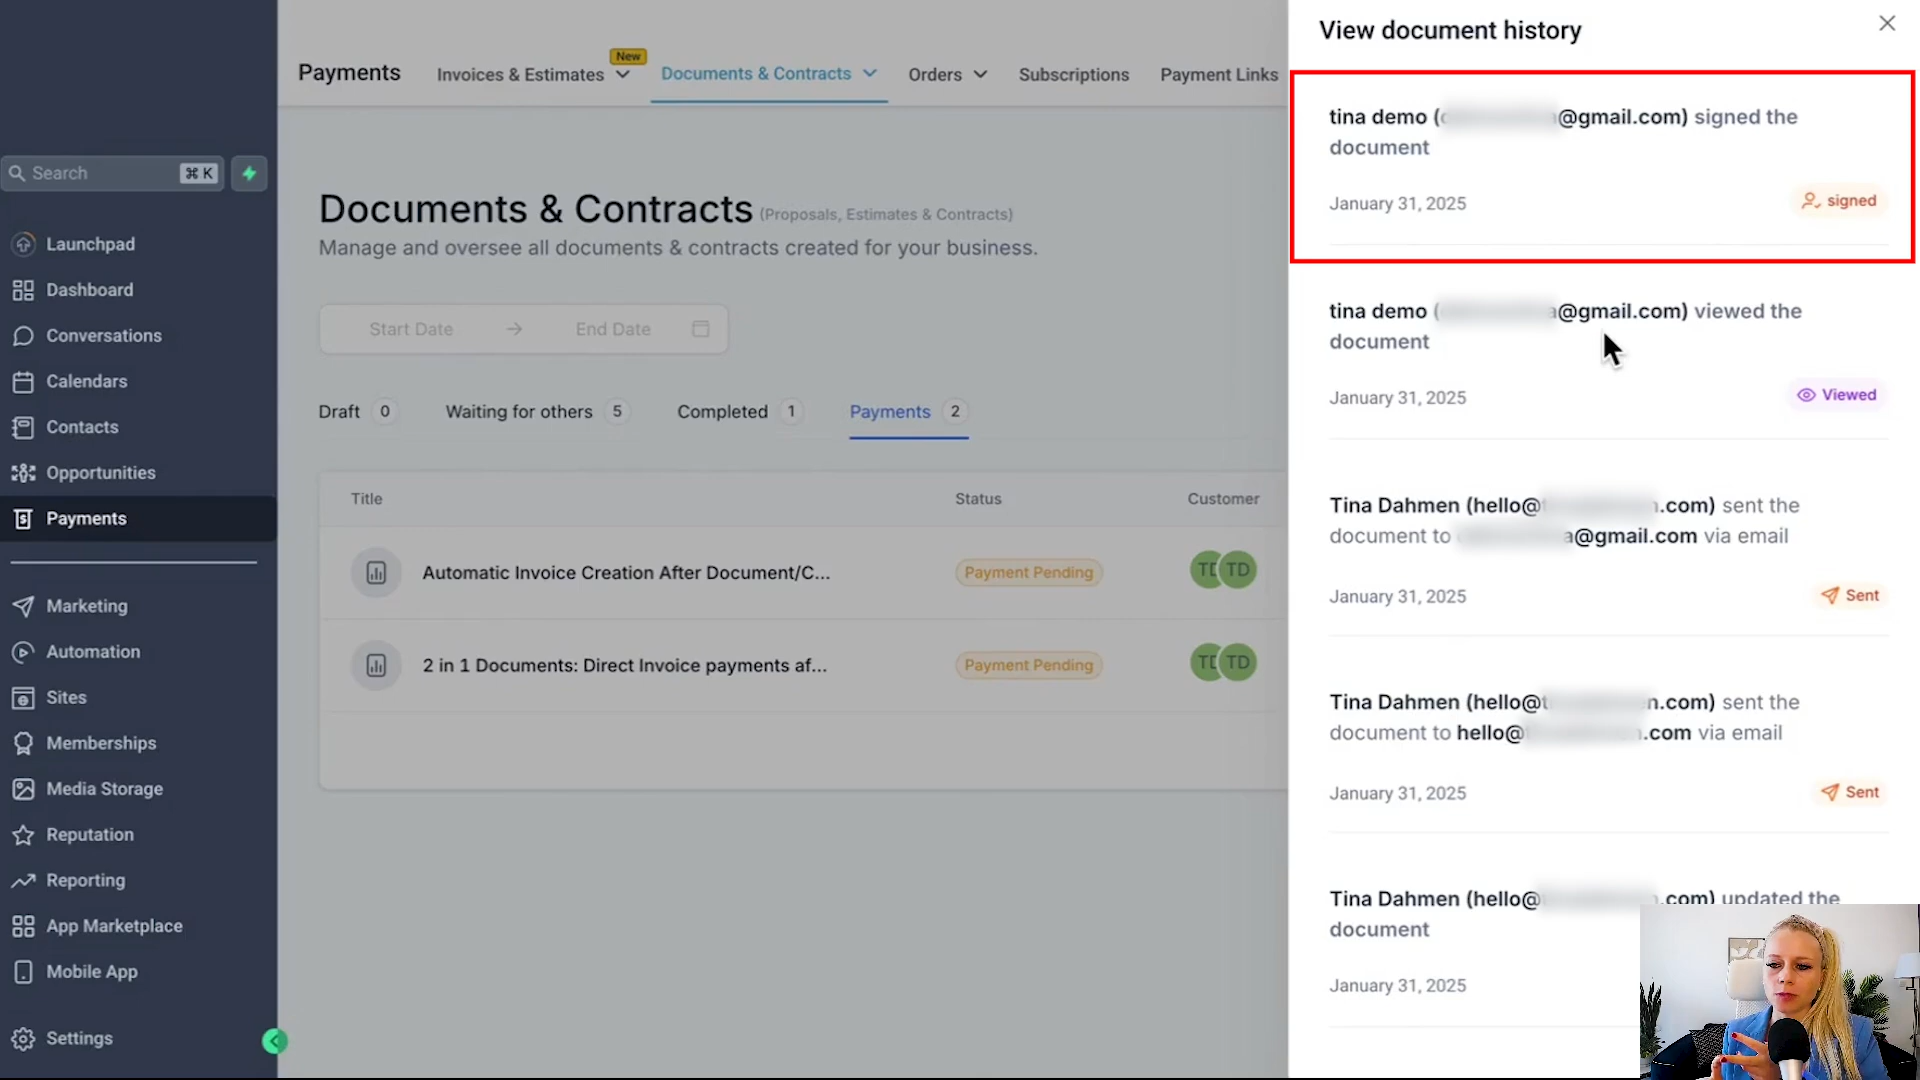 Search ⌘ K
Launchpad
Dashboard
Conversations
Calendars
Contacts
Opportunities
Payments
Marketing
Automation
Sites
Memberships
Media Storage
Reputation
Reporting
App Marketplace
Mobile App
Settings
New
Payments Invoices & Estimates Documents & Contracts Orders Subscriptions Payment Links
Documents & Contracts (Proposals, Estimates & Contracts)
Manage and oversee all documents & contracts created for your business.
Start Date → End Date
Draft 0 Waiting for others 5 Completed 1 Payments 2
Title Status Customer
Automatic Invoice Creation After Document/C... Payment Pending TD TD
2 in 1 Documents: Direct Invoice payments af... Payment Pending TD TD
View document history
tina demo ( @gmail.com) signed the
document
January 31, 2025 signed
tina demo ( @gmail.com) viewed the
document
January 31, 2025 Viewed
Tina Dahmen (hello@ .com) sent the
document to @gmail.com via email
January 31, 2025 Sent
Tina Dahmen (hello@ .com) sent the
document to hello@ .com via email
January 31, 2025 Sent
Tina Dahmen (hello@ .com) updated the
document
January 31, 2025